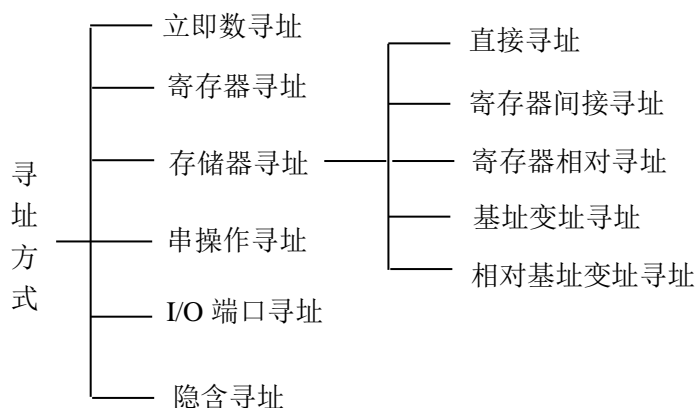 寻址方式
立即数寻址
寄存器寻址
存储器寻址
串操作寻址
I/O 端口寻址
隐含寻址
直接寻址
寄存器间接寻址
寄存器相对寻址
基址变址寻址
相对基址变址寻址